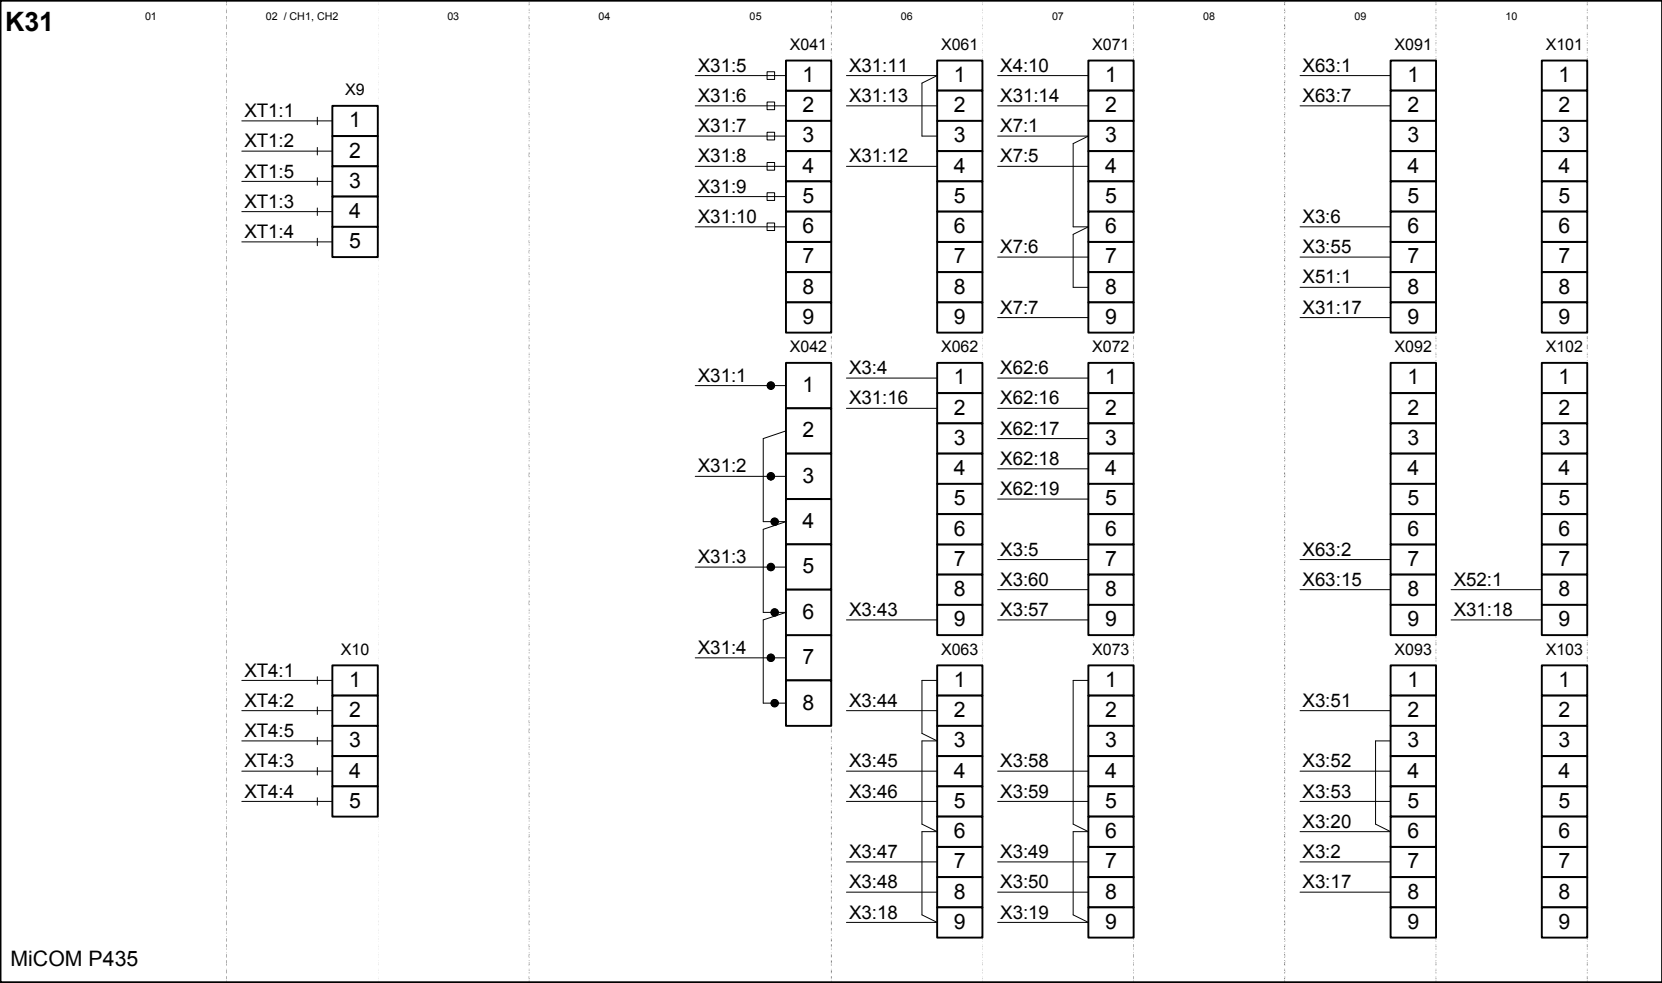 K31
01
02 / CH1, CH2
03
04
05
06
07
08
09
10
X9
XT1:1 1
XT1:2 2
XT1:5 3
XT1:3 4
XT1:4 5
X10
XT4:1 1
XT4:2 2
XT4:5 3
XT4:3 4
XT4:4 5
X041
X31:5 1
X31:6 2
X31:7 3
X31:8 4
X31:9 5
X31:10 6
7
8
9
X042
X31:1 1
2
X31:2 3
4
X31:3 5
6
X31:4 7
8
X061
X31:11 1
X31:13 2
3
X31:12 4
5
6
7
8
9
X062
X3:4 1
X31:16 2
3
4
5
6
7
8
X3:43 9
X063
1
X3:44 2
3
X3:45 4
X3:46 5
6
X3:47 7
X3:48 8
X3:18 9
X071
X4:10 1
X31:14 2
X7:1 3
X7:5 4
5
6
X7:6 7
8
X7:7 9
X072
X62:6 1
X62:16 2
X62:17 3
X62:18 4
X62:19 5
6
X3:5 7
X3:60 8
X3:57 9
X073
1
2
3
X3:58 4
X3:59 5
6
X3:49 7
X3:50 8
X3:19 9
X091
X63:1 1
X63:7 2
3
4
5
X3:6 6
X3:55 7
X51:1 8
X31:17 9
X092
1
2
3
4
5
6
X63:2 7
X63:15 8
9
X093
1
X3:51 2
3
X3:52 4
X3:53 5
X3:20 6
X3:2 7
X3:17 8
9
X101
1
2
3
4
5
6
7
8
9
X102
1
2
3
4
5
6
7
X52:1 8
X31:18 9
X103
1
2
3
4
5
6
7
8
9
MiCOM P435